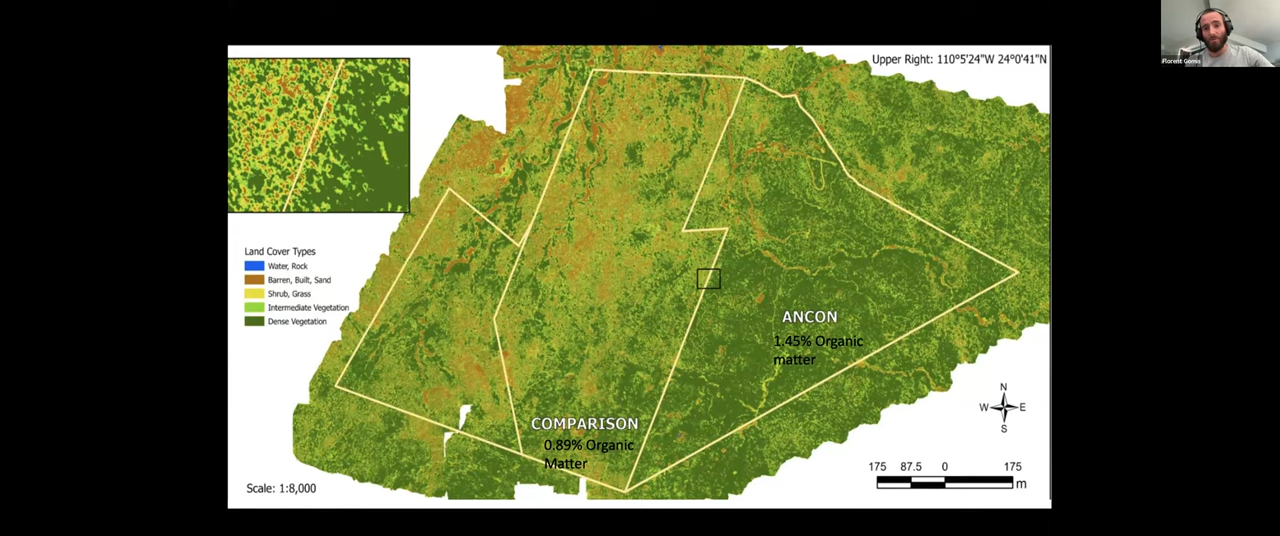 Upper Right: 110°5'24"W 24°0'41"N
Florent Gomis
Land Cover Types
Water, Rock
Barren, Built, Sand
Shrub, Grass
Intermediate Vegetation
Dense Vegetation
ANCON
1.45% Organic
matter
COMPARISON
0.89% Organic
Matter
N
W E
S
175 87.5 0 175
m
Scale: 1:8,000